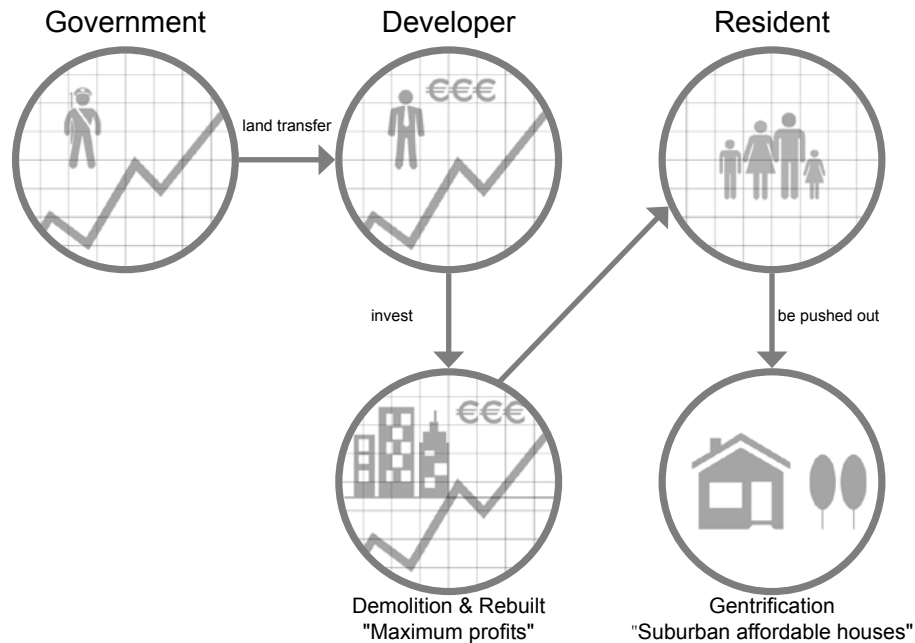 Government
Developer
Resident
€€€
land transfer
invest
be pushed out
€€€
Demolition & Rebuilt
"Maximum profits"
Gentrification
"Suburban affordable houses"